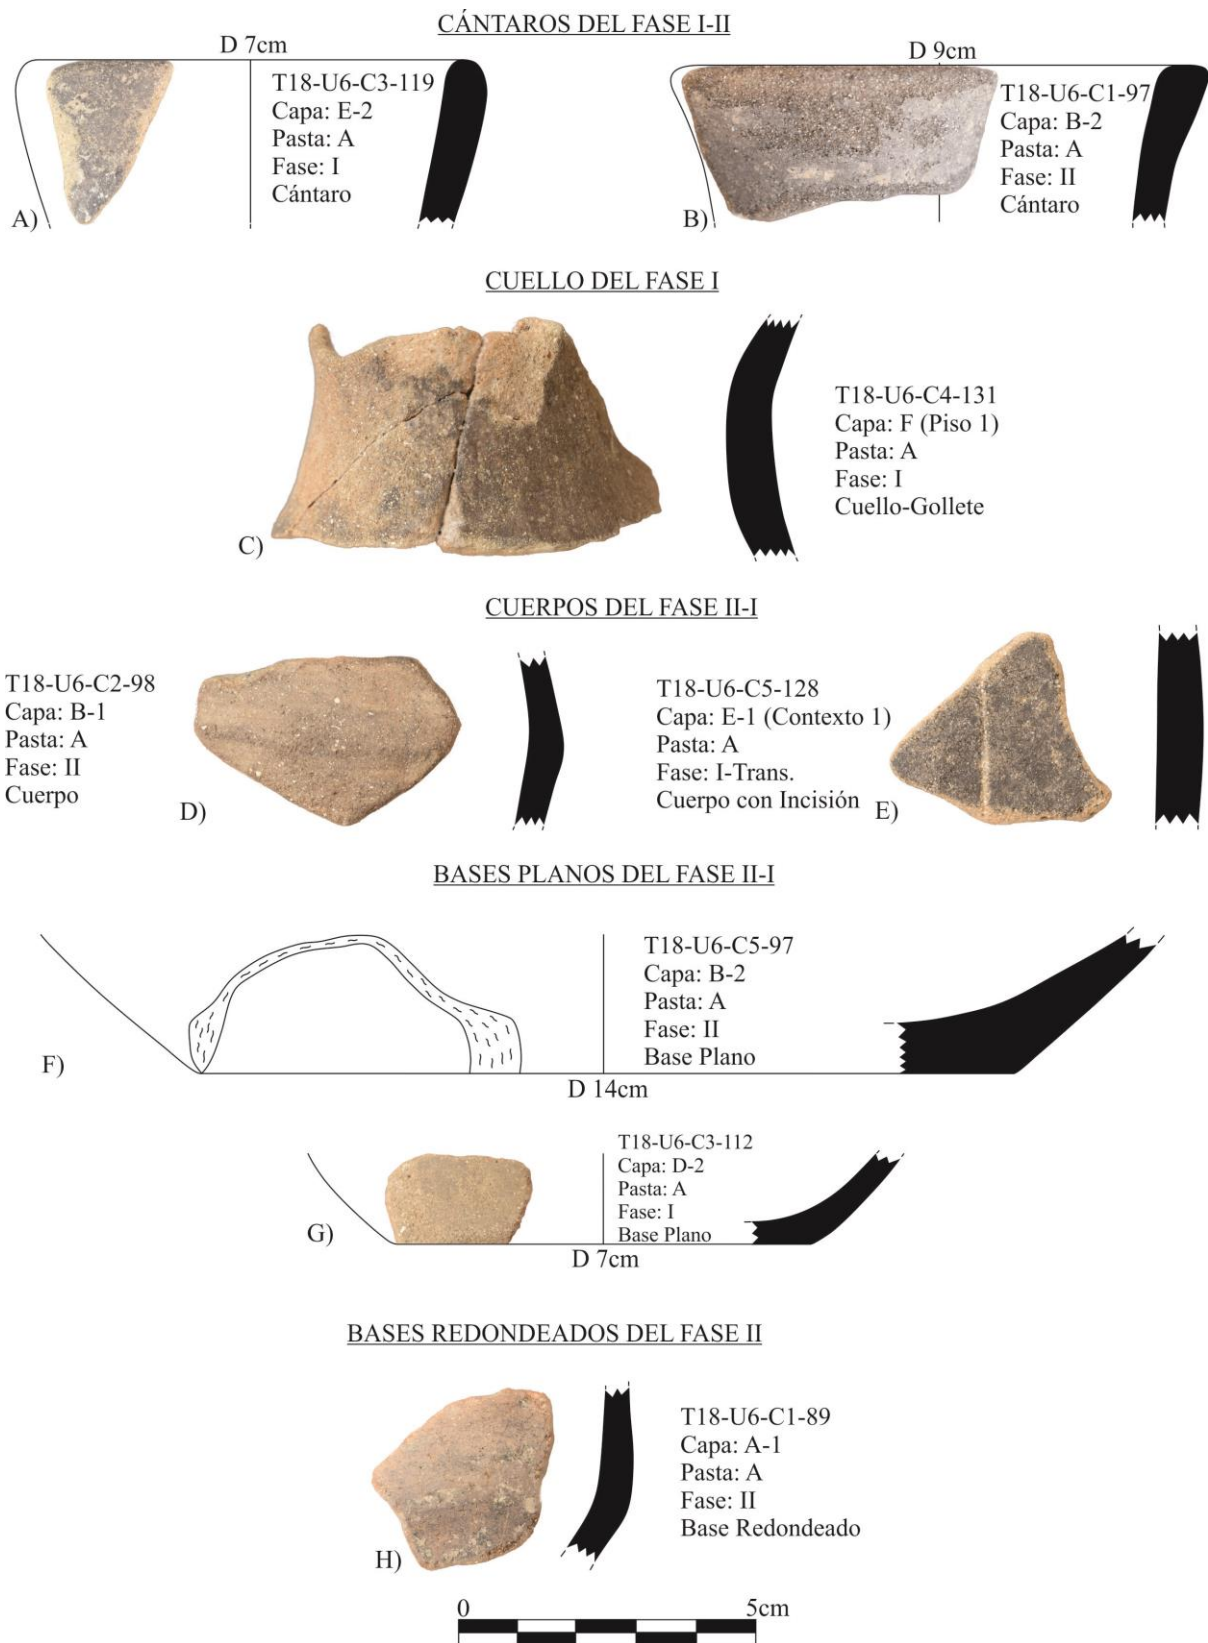 CÁNTAROS DEL FASE I-II
D 7cm
T18-U6-C3-119
Capa: E-2
Pasta: A
Fase: I
Cántaro
A)
D 9cm
T18-U6-C1-97
Capa: B-2
Pasta: A
Fase: II
Cántaro
B)
CUELLO DEL FASE I
T18-U6-C4-131
Capa: F (Piso 1)
Pasta: A
Fase: I
Cuello-Gollete
C)
CUERPOS DEL FASE II-I
T18-U6-C2-98
Capa: B-1
Pasta: A
Fase: II
Cuerpo
D)
T18-U6-C5-128
Capa: E-1 (Contexto 1)
Pasta: A
Fase: I-Trans.
Cuerpo con Incisión
E)
BASES PLANOS DEL FASE II-I
T18-U6-C5-97
Capa: B-2
Pasta: A
Fase: II
Base Plano
F)
D 14cm
T18-U6-C3-112
Capa: D-2
Pasta: A
Fase: I
Base Plano
G)
D 7cm
BASES REDONDEADOS DEL FASE II
T18-U6-C1-89
Capa: A-1
Pasta: A
Fase: II
Base Redondeado
H)
0 5cm